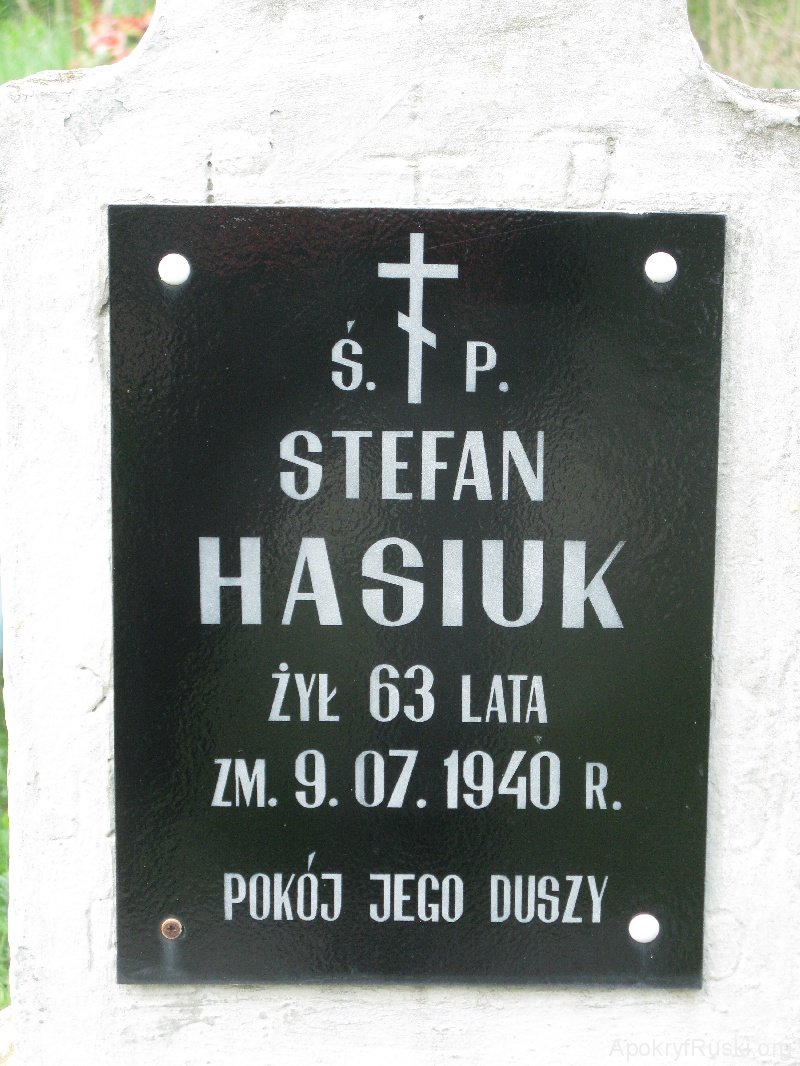 Ś. P.
STEFAN
HASIUK
ŻYŁ 63 LATA
ZM. 9. 07. 1940 R.
POKÓJ JEGO DUSZY
ApokryfRuski.org